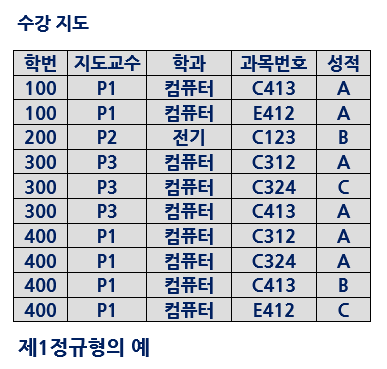 수강 지도
학번 지도교수 학과 과목번호 성적
100 P1 컴퓨터 C413 A
100 P1 컴퓨터 E412 A
200 P2 전기 C123 B
300 P3 컴퓨터 C312 A
300 P3 컴퓨터 C324 C
300 P3 컴퓨터 C413 A
400 P1 컴퓨터 C312 A
400 P1 컴퓨터 C324 A
400 P1 컴퓨터 C413 B
400 P1 컴퓨터 E412 C
제1정규형의 예